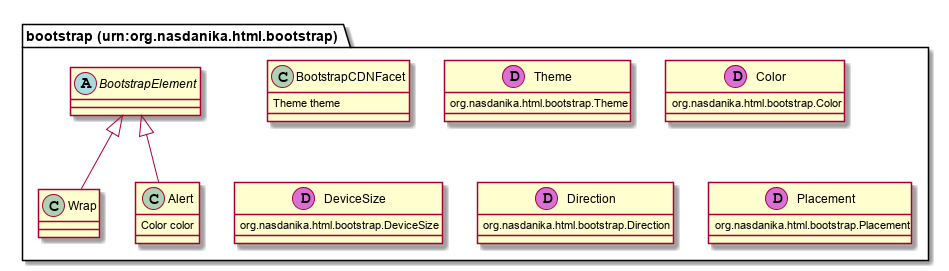 bootstrap (urn:org.nasdanika.html.bootstrap)
A BootstrapElement
C BootstrapCDNFacet
Theme theme
D Theme
org.nasdanika.html.bootstrap.Theme
D Color
org.nasdanika.html.bootstrap.Color
C Wrap
C Alert
Color color
D DeviceSize
org.nasdanika.html.bootstrap.DeviceSize
D Direction
org.nasdanika.html.bootstrap.Direction
D Placement
org.nasdanika.html.bootstrap.Placement